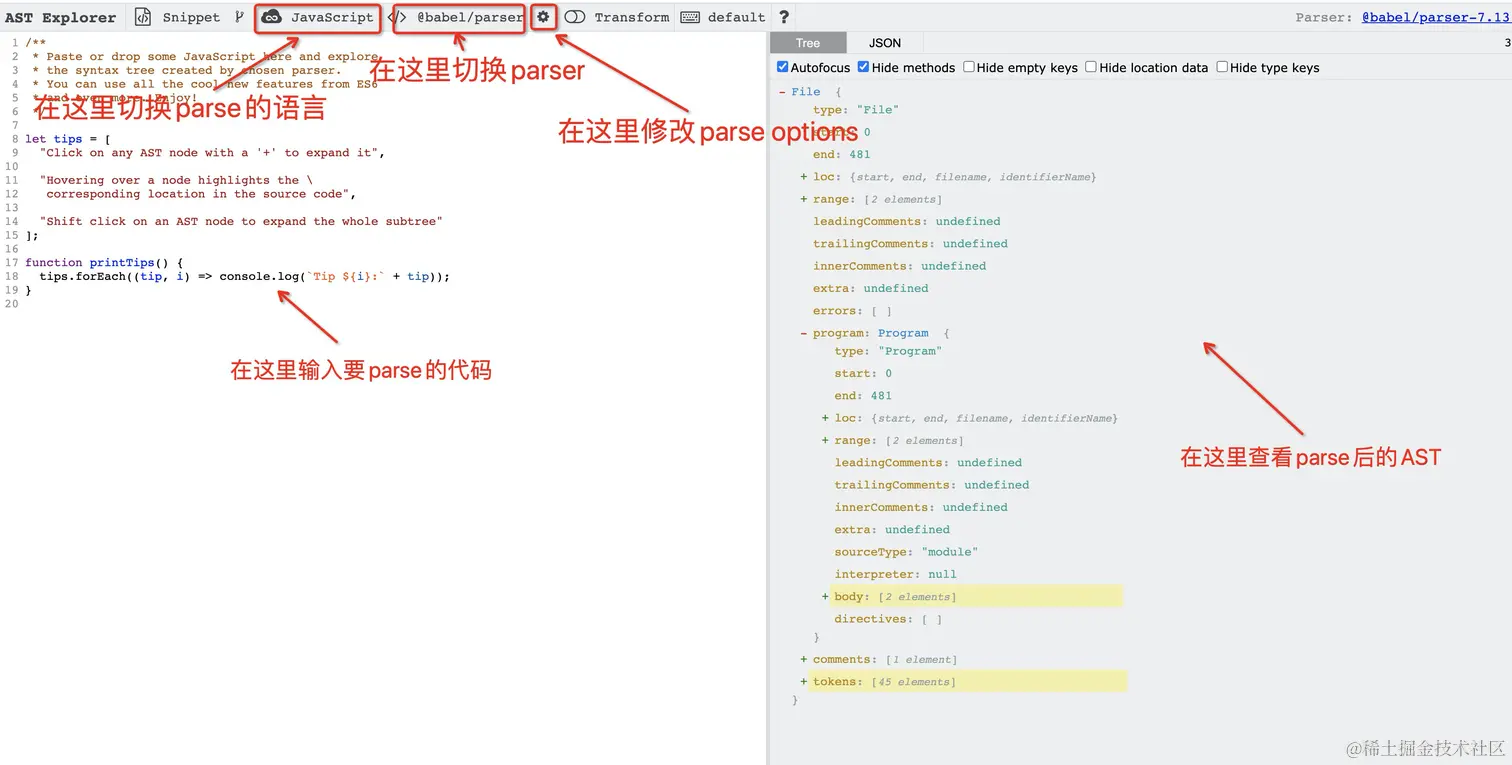 AST Explorer Snippet JavaScript </> @babel/parser Transform default ? Parser: @babel/parser-7.13
1 /**
2 * Paste or drop some JavaScript here and explore
3 * the syntax tree created by chosen parser.
4 * You can use all the cool new features from ES6
5 * and even more. Enjoy!
6 *
7
8 let tips = [
9 "Click on any AST node with a '+' to expand it",
10
11 "Hovering over a node highlights the \
12 corresponding location in the source code",
13
14 "Shift click on an AST node to expand the whole subtree"
15 ];
16
17 function printTips() {
18 tips.forEach((tip, i) => console.log(`Tip ${i}:` + tip));
19 }
20
在这里切换parse的语言
在这里切换parser
在这里修改parse options
在这里输入要parse的代码
Tree JSON 3
Autofocus Hide methods Hide empty keys Hide location data Hide type keys
- File {
type: "File"
start: 0
end: 481
+ loc: {start, end, filename, identifierName}
+ range: [2 elements]
leadingComments: undefined
trailingComments: undefined
innerComments: undefined
extra: undefined
errors: [ ]
- program: Program {
type: "Program"
start: 0
end: 481
+ loc: {start, end, filename, identifierName}
+ range: [2 elements]
leadingComments: undefined
trailingComments: undefined
innerComments: undefined
extra: undefined
sourceType: "module"
interpreter: null
+ body: [2 elements]
directives: [ ]
}
+ comments: [1 element]
+ tokens: [45 elements]
}
在这里查看parse后的AST
@稀土掘金技术社区